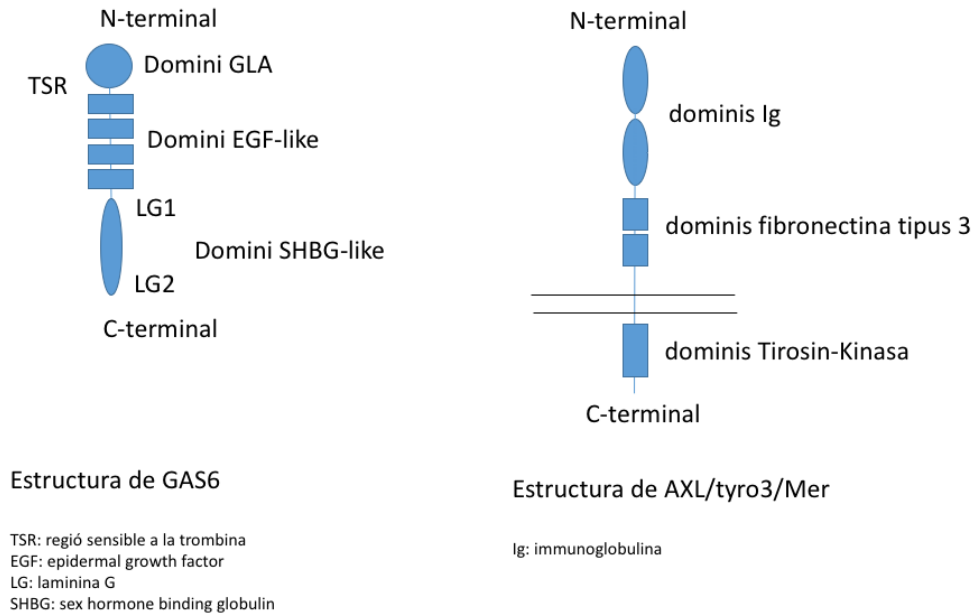 N-terminal
Domini GLA
TSR
Domini EGF-like
LG1
Domini SHBG-like
LG2
C-terminal
Estructura de GAS6
TSR: regió sensible a la trombina
EGF: epidermal growth factor
LG: laminina G
SHBG: sex hormone binding globulin
N-terminal
dominis Ig
dominis fibronectina tipus 3
dominis Tirosin-Kinasa
C-terminal
Estructura de AXL/tyro3/Mer
Ig: immunoglobulina